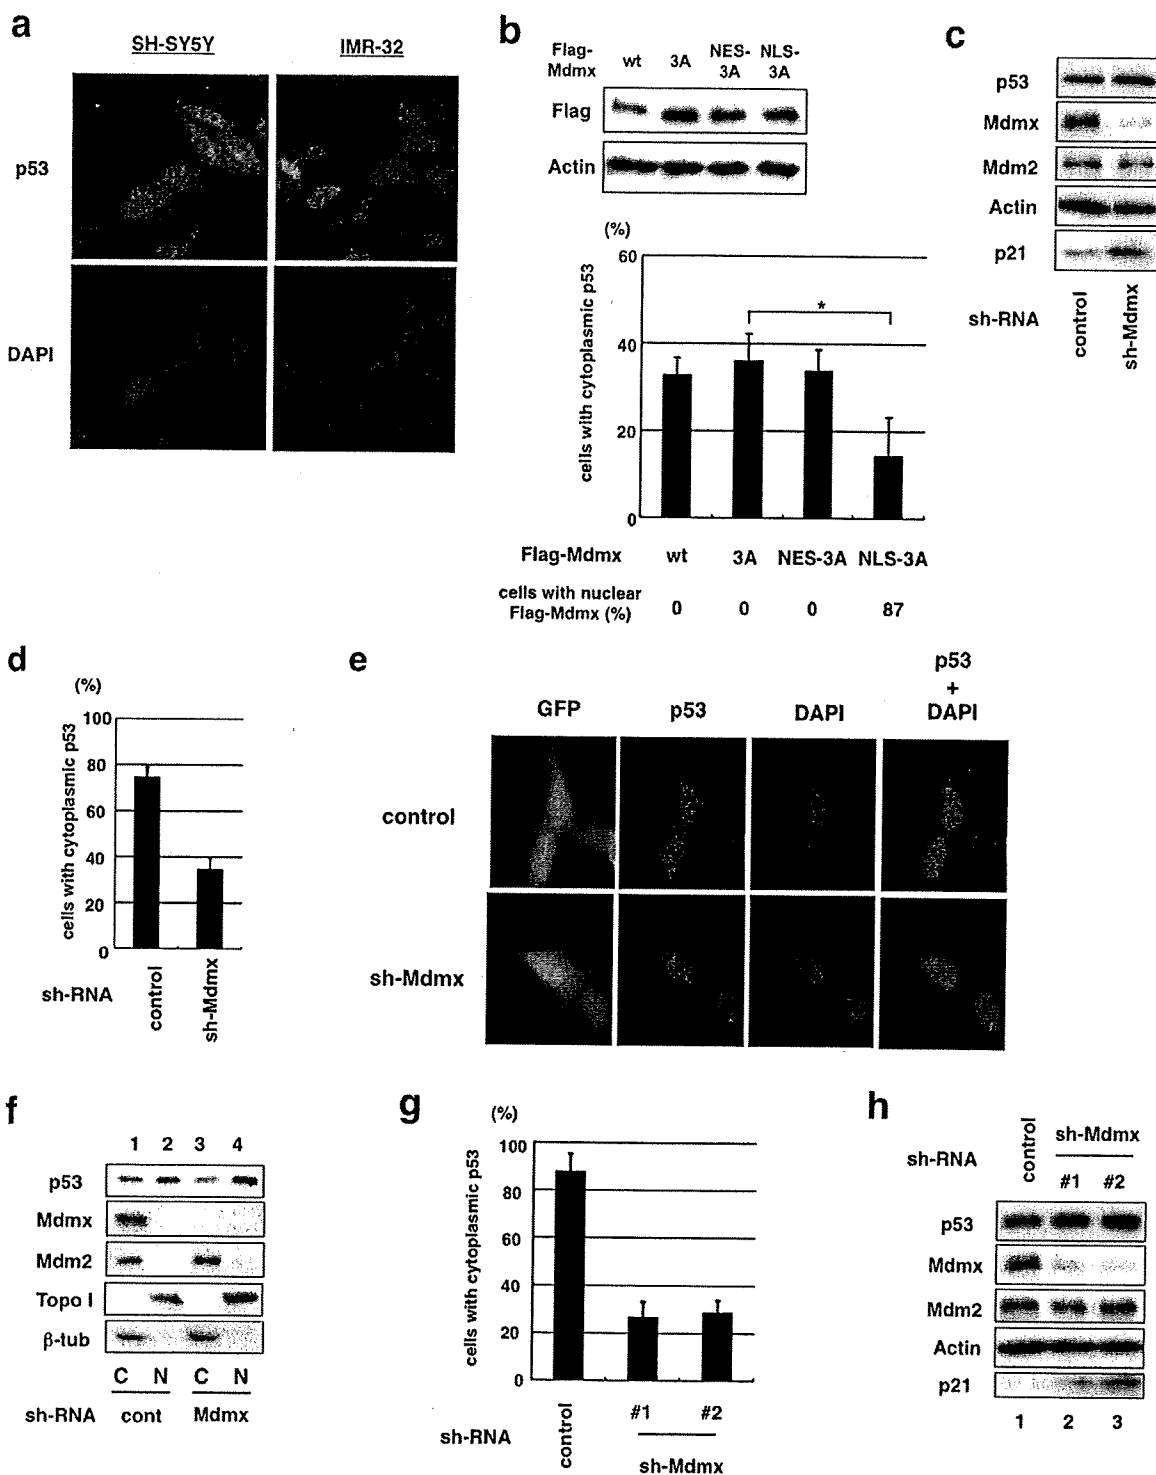 a
SH-SY5Y IMR-32
p53
DAPI
b
Flag-Mdmx wt 3A NES-3A NLS-3A
Flag
Actin
(%)
cells with cytoplasmic p53
60
40
20
0
*
Flag-Mdmx wt 3A NES-3A NLS-3A
cells with nuclear
Flag-Mdmx (%) 0 0 0 87
c
p53
Mdmx
Mdm2
Actin
p21
sh-RNA control sh-Mdmx
d
(%)
cells with cytoplasmic p53
100
80
60
40
20
0
sh-RNA control sh-Mdmx
e
GFP p53 DAPI p53
+
DAPI
control
sh-Mdmx
f
1 2 3 4
p53
Mdmx
Mdm2
Topo I
β-tub
C N C N
sh-RNA cont Mdmx
g
(%)
cells with cytoplasmic p53
100
80
60
40
20
0
sh-RNA control #1 #2
sh-Mdmx
h
sh-RNA control sh-Mdmx
#1 #2
p53
Mdmx
Mdm2
Actin
p21
1 2 3